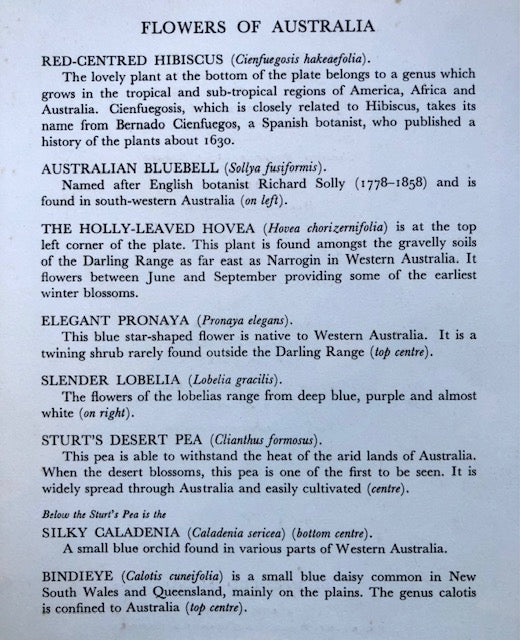 FLOWERS OF AUSTRALIA
RED-CENTRED HIBISCUS (Cienfuegosis hakeaefolia).
The lovely plant at the bottom of the plate belongs to a genus which
grows in the tropical and sub-tropical regions of America, Africa and
Australia. Cienfuegosis, which is closely related to Hibiscus, takes its
name from Bernado Cienfuegos, a Spanish botanist, who published a
history of the plants about 1630.
AUSTRALIAN BLUEBELL (Sollya fusiformis).
Named after English botanist Richard Solly (1778–1858) and is
found in south-western Australia (on left).
THE HOLLY-LEAVED HOVEA (Hovea chorizernifolia) is at the top
left corner of the plate. This plant is found amongst the gravelly soils
of the Darling Range as far east as Narrogin in Western Australia. It
flowers between June and September providing some of the earliest
winter blossoms.
ELEGANT PRONAYA (Pronaya elegans).
This blue star-shaped flower is native to Western Australia. It is a
twining shrub rarely found outside the Darling Range (top centre).
SLENDER LOBELIA (Lobelia gracilis).
The flowers of the lobelias range from deep blue, purple and almost
white (on right).
STURT'S DESERT PEA (Clianthus formosus).
This pea is able to withstand the heat of the arid lands of Australia.
When the desert blossoms, this pea is one of the first to be seen. It is
widely spread through Australia and easily cultivated (centre).
Below the Sturt's Pea is the
SILKY CALADENIA (Caladenia sericea) (bottom centre).
A small blue orchid found in various parts of Western Australia.
BINDIEYE (Calotis cuneifolia) is a small blue daisy common in New
South Wales and Queensland, mainly on the plains. The genus calotis
is confined to Australia (top centre).